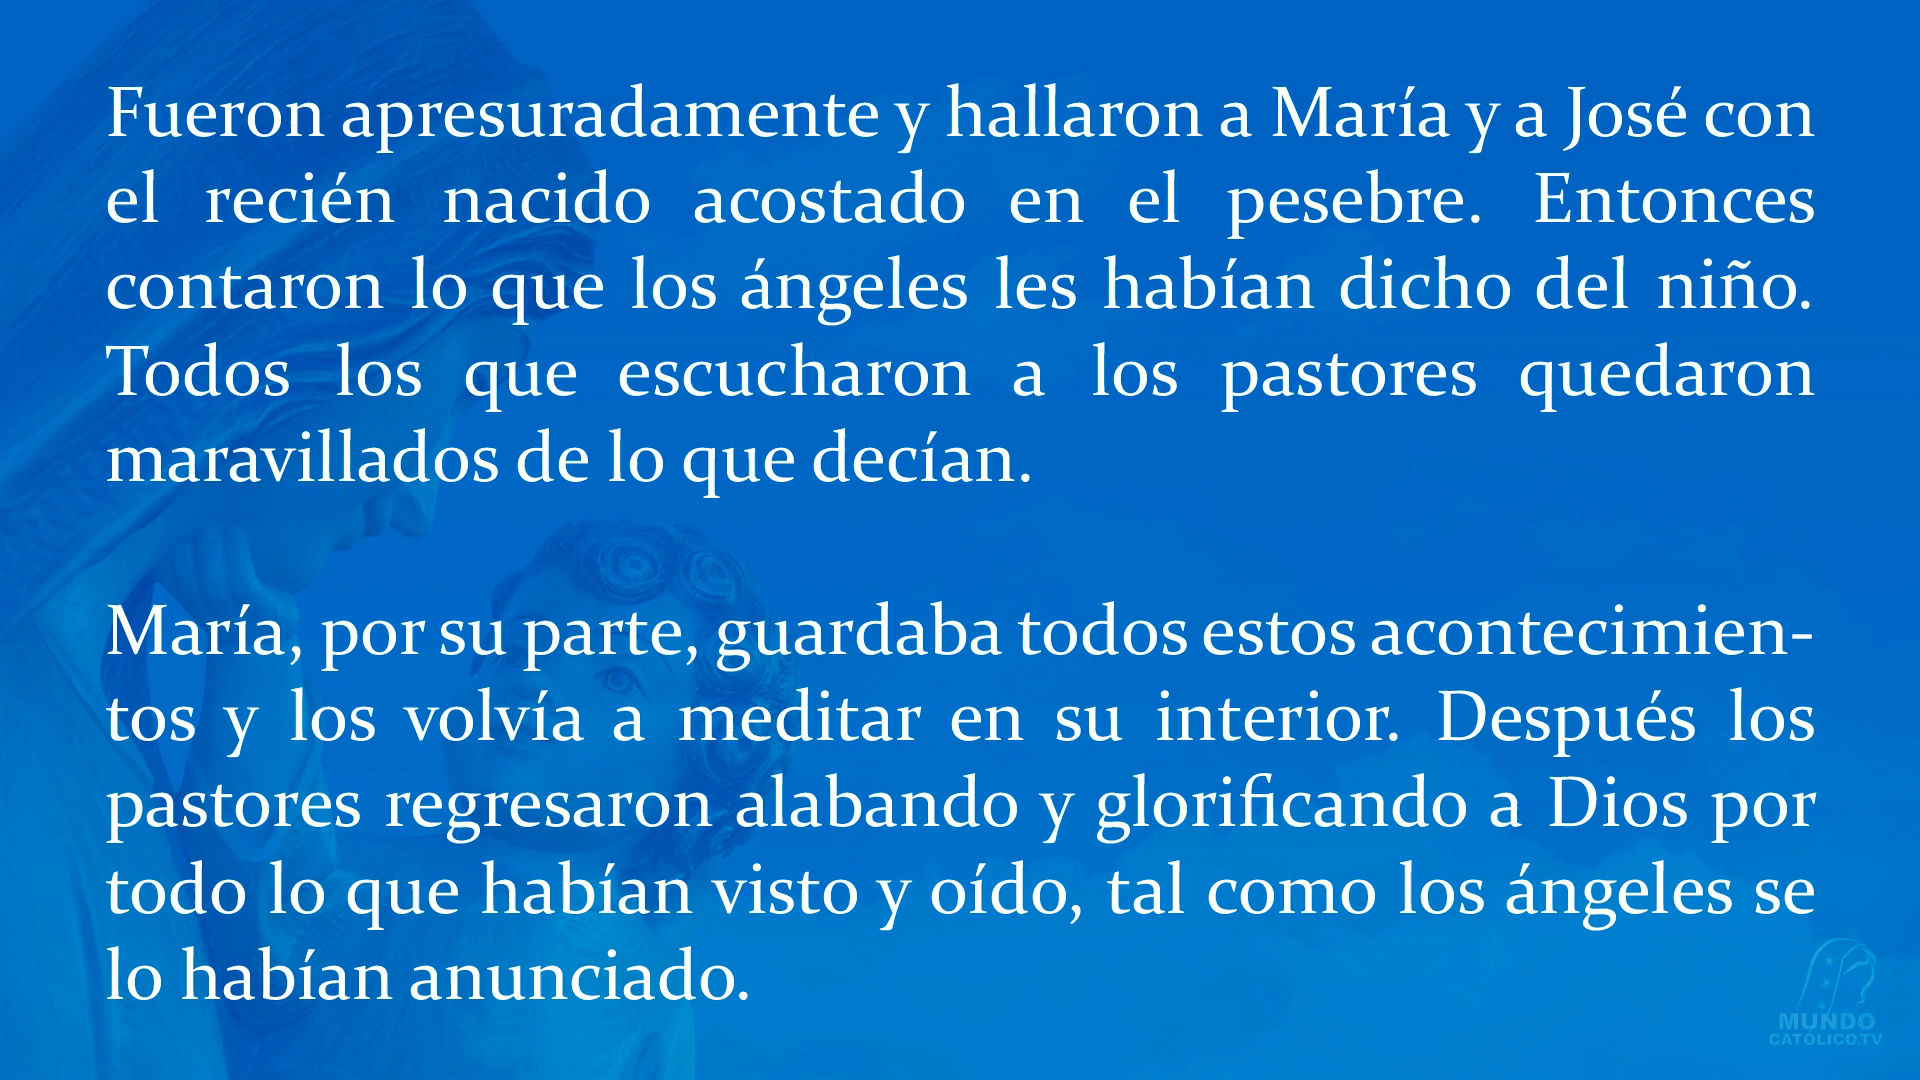 Fueron apresuradamente y hallaron a María y a José con
el recién nacido acostado en el pesebre. Entonces
contaron lo que los ángeles les habían dicho del niño.
Todos los que escucharon a los pastores quedaron
maravillados de lo que decían.
María, por su parte, guardaba todos estos acontecimien-
tos y los volvía a meditar en su interior. Después los
pastores regresaron alabando y glorificando a Dios por
todo lo que habían visto y oído, tal como los ángeles se
lo habían anunciado.
MUNDO
CATÓLICO.TV